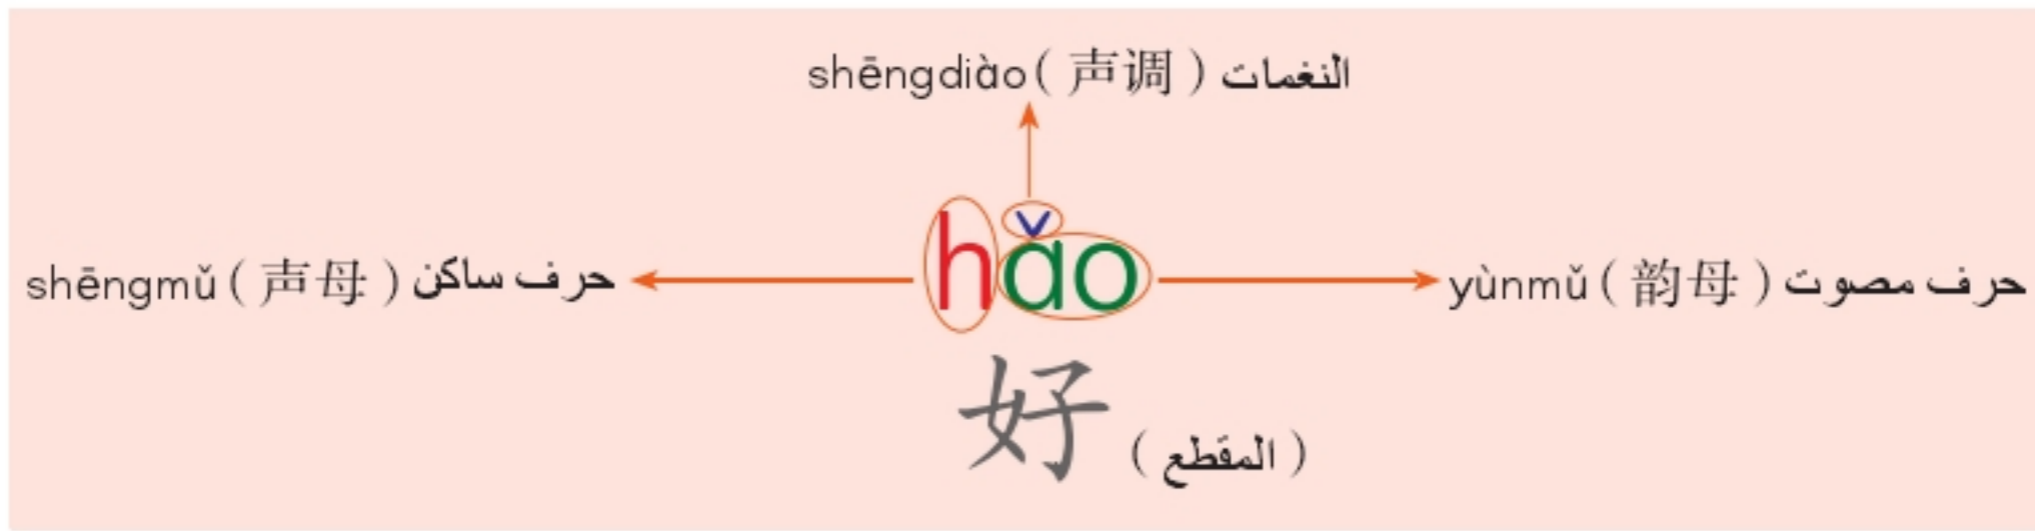 shēngdiào ( 声调 ) النغمات
shēngmǔ ( 声母 ) حرف ساكن
hǎo
yùnmǔ ( 韵母 ) حرف مصوت
好
( المقطع )